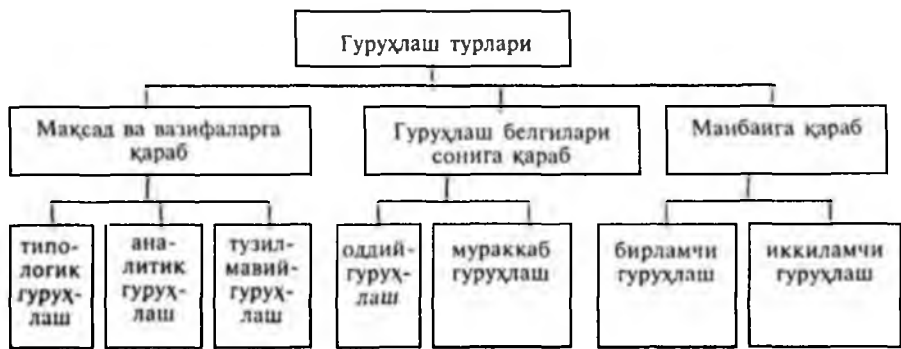 Гуруҳлаш турлари
Мақсад ва вазифаларга
қараб
Гуруҳлаш белгилари
сонига қараб
Манбаига қараб
типо-
логик
гуруҳ-
лаш
ана-
литик
гуруҳ-
лаш
тузил-
мавий-
гуруҳ-
лаш
оддий-
гуруҳ-
лаш
мураккаб
гуруҳлаш
бирламчи
гуруҳлаш
иккиламчи
гуруҳлаш